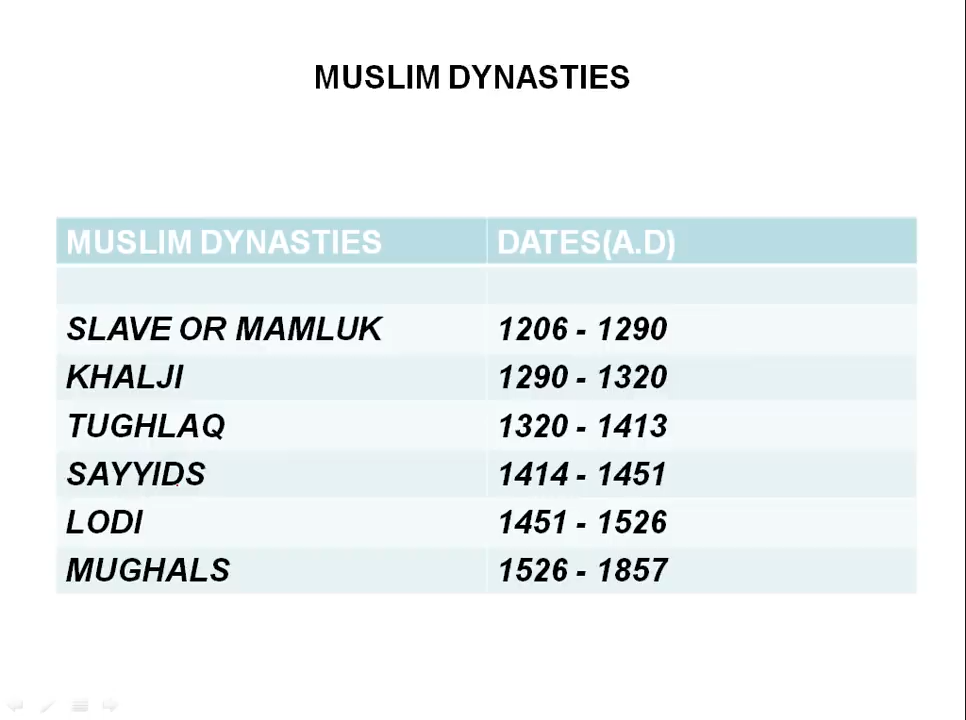 MUSLIM DYNASTIES
MUSLIM DYNASTIES DATES(A.D)
SLAVE OR MAMLUK 1206 - 1290
KHALJI 1290 - 1320
TUGHLAQ 1320 - 1413
SAYYIDS 1414 - 1451
LODI 1451 - 1526
MUGHALS 1526 - 1857